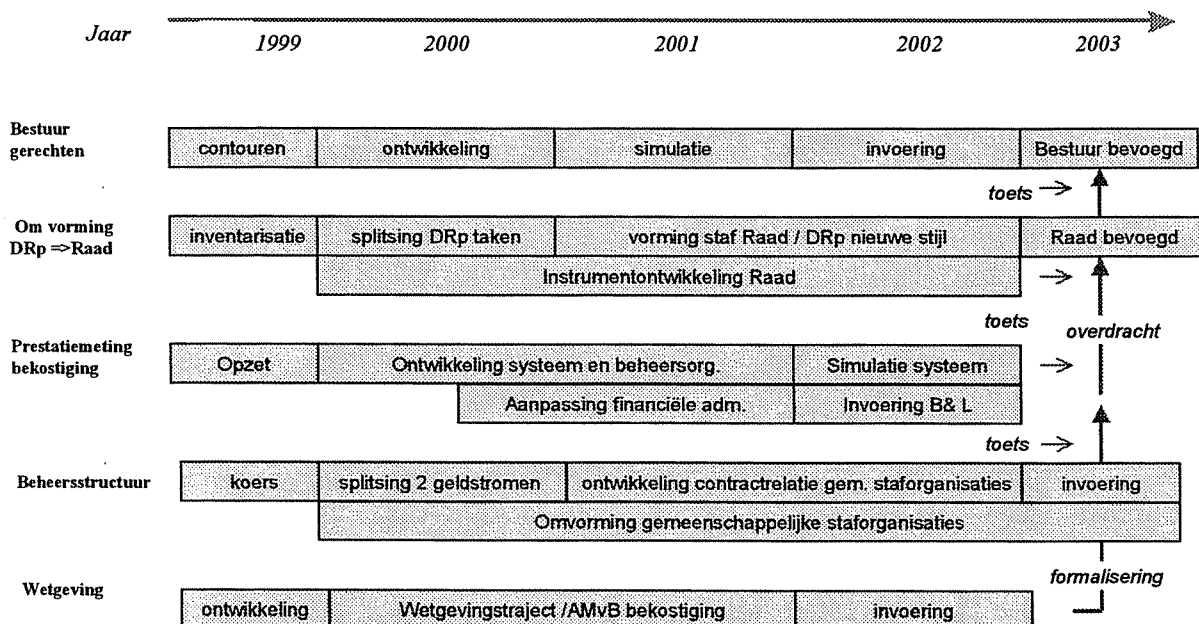 Jaar 1999 2000 2001 2002 2003
Bestuur
gerechten
contouren ontwikkeling simulatie invoering Bestuur bevoegd
toets
Om vorming
DRp =>Raad
inventarisatie splitsing DRp taken vorming staf Raad / DRp nieuwe stijl Raad bevoegd
Instrumentontwikkeling Raad
toets
overdracht
Prestatiemeting
bekostiging
Opzet Ontwikkeling systeem en beheersorg. Simulatie systeem
Aanpassing financiële adm. Invoering B& L
toets
Beheersstructuur
koers splitsing 2 geldstromen ontwikkeling contractrelatie gem. staforganisaties invoering
Omvorming gemeenschappelijke staforganisaties
formalisering
Wetgeving
ontwikkeling Wetgevingstraject /AMvB bekostiging invoering